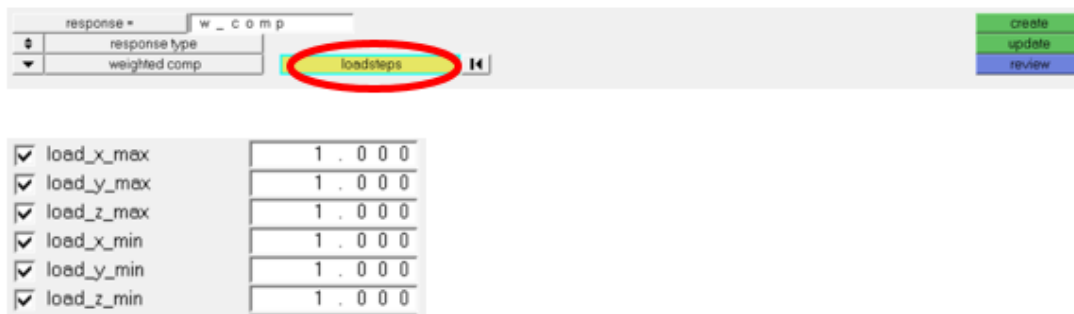 response = w_comp create
response type update
weighted comp loadsteps review
load_x_max 1.000
load_y_max 1.000
load_z_max 1.000
load_x_min 1.000
load_y_min 1.000
load_z_min 1.000